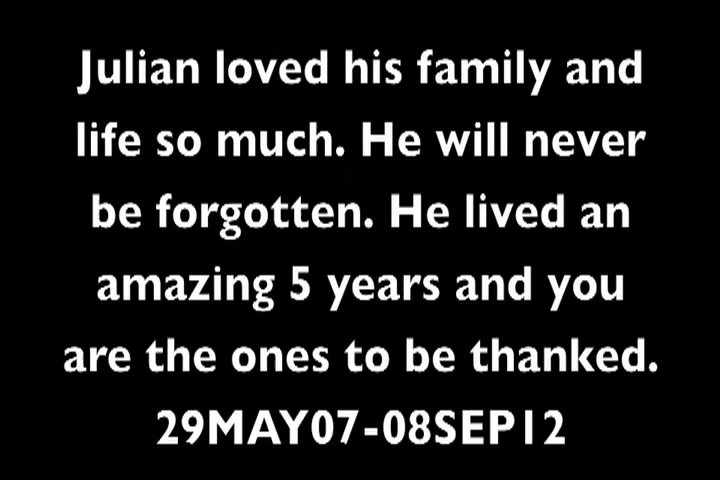 Julian loved his family and
life so much. He will never
be forgotten. He lived an
amazing 5 years and you
are the ones to be thanked.
29MAY07-08SEP12